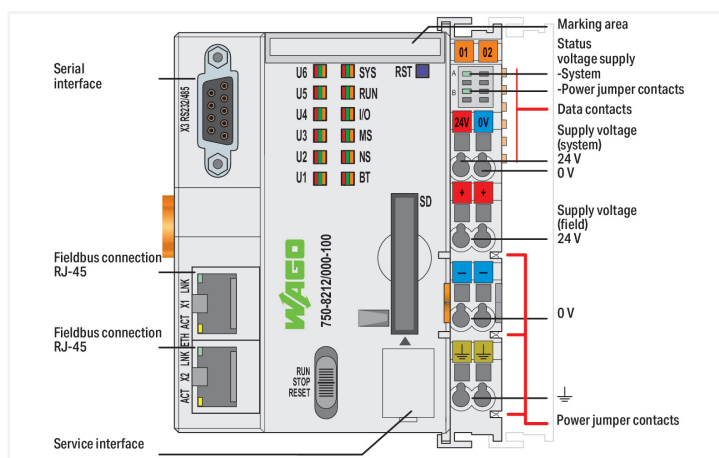 Marking area
Serial
interface
X3 RS232/485
U6
SYS
RST
U5
RUN
U4
I/O
U3
MS
U2
NS
U1
BT
01 02
Status
voltage supply
-System
-Power jumper contacts
A
B
Data contacts
24V 0V
Supply voltage
(system)
24 V
0 V
SD
+ +
Supply voltage
(field)
24 V
WAGO
750-8212/000-100
Fieldbus connection
RJ-45
ACT X1 LNK
ETH
Fieldbus connection
RJ-45
ACT X2 LNK
— —
0 V
RUN
STOP
RESET
Power jumper contacts
Service interface